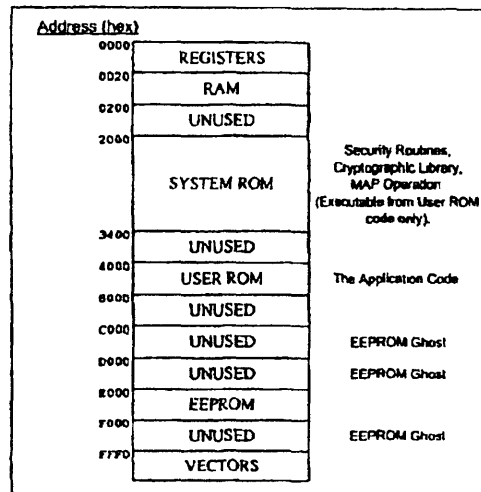 Address (hex)
0000
REGISTERS
0020
RAM
0200
UNUSED
2000
SYSTEM ROM
Security Routines,
Cryptographic Library,
MAP Operation
(Executable from User ROM
code only).
3400
UNUSED
4000
USER ROM
The Application Code
UNUSED
C000
UNUSED
EEPROM Ghost
D000
UNUSED
EEPROM Ghost
E000
EEPROM
F000
UNUSED
EEPROM Ghost
FFF0
VECTORS